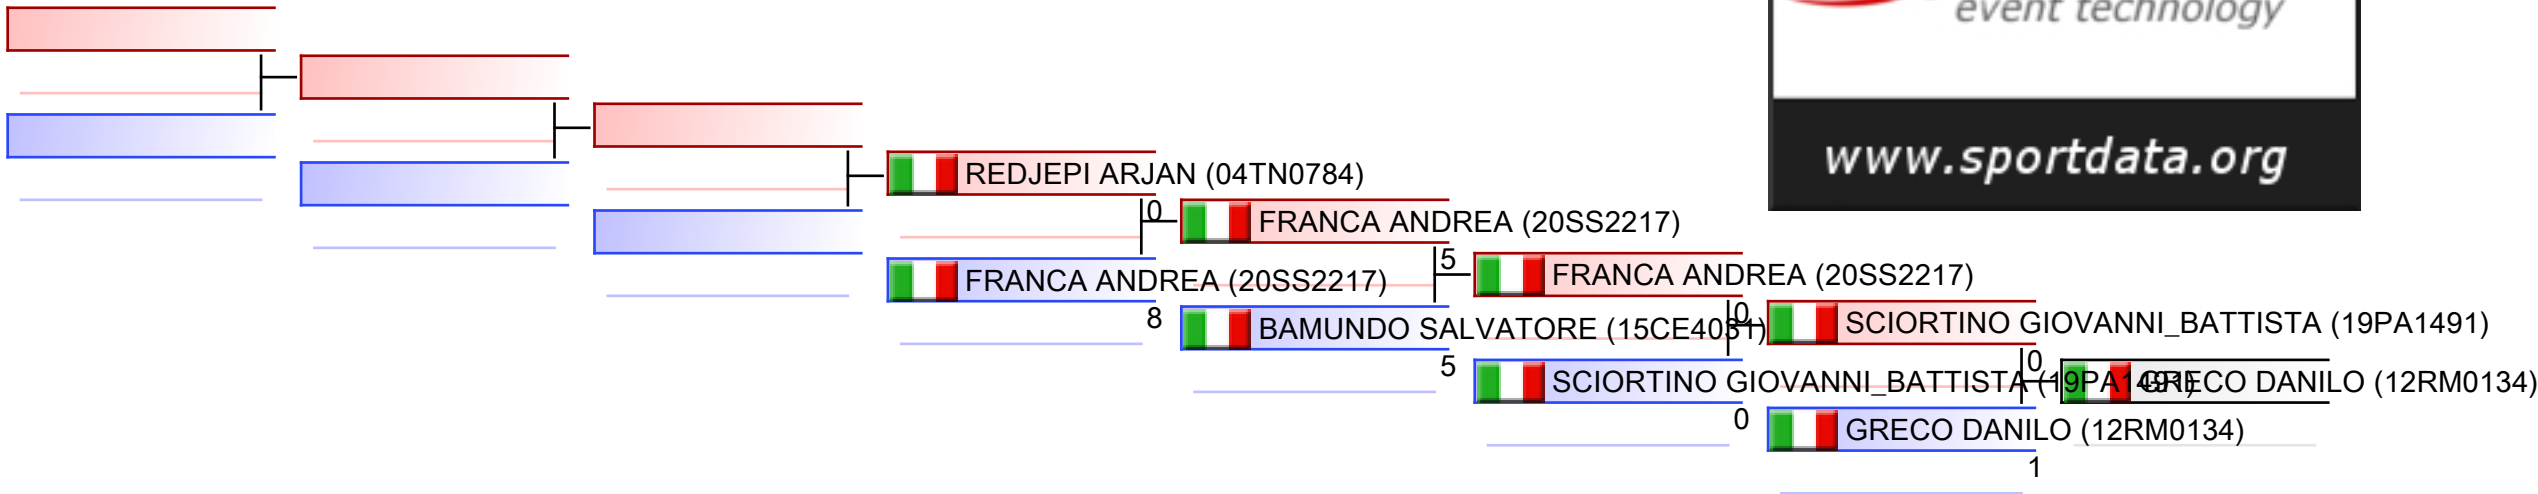 event technology
www.sportdata.org
REDJEPI ARJAN (04TN0784)
0
FRANCA ANDREA (20SS2217)
FRANCA ANDREA (20SS2217)
8
5
BAMUNDO SALVATORE (15CE4031)
5
FRANCA ANDREA (20SS2217)
0
SCIORTINO GIOVANNI_BATTISTA (19PA1491)
0
SCIORTINO GIOVANNI_BATTISTA (19PA1491)
0
GRECO DANILO (12RM0134)
1
GRECO DANILO (12RM0134)